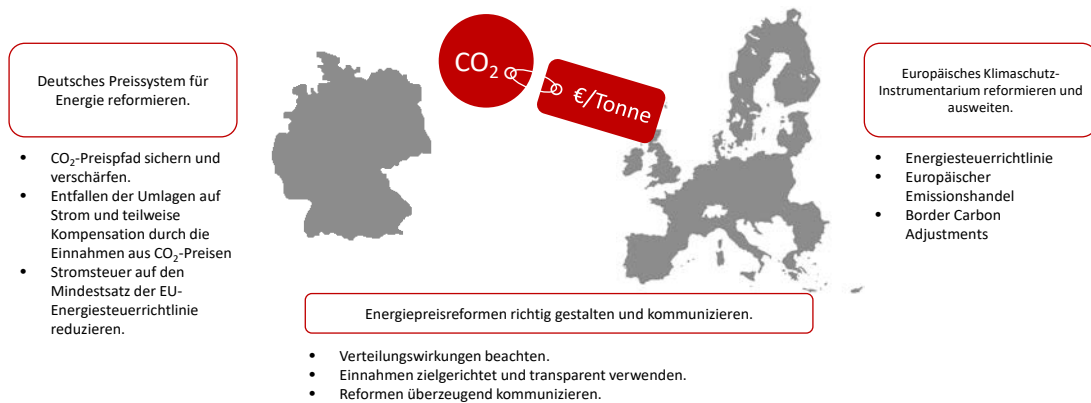 CO₂
€/Tonne
Deutsches Preissystem für
Energie reformieren.
• CO₂-Preispfad sichern und
verschärfen.
• Entfallen der Umlagen auf
Strom und teilweise
Kompensation durch die
Einnahmen aus CO₂-Preisen
• Stromsteuer auf den
Mindestsatz der EU-
Energiesteuerrichtlinie
reduzieren.
Europäisches Klimaschutz-
Instrumentarium reformieren und
ausweiten.
• Energiesteuerrichtlinie
• Europäischer
Emissionshandel
• Border Carbon
Adjustments
Energiepreisreformen richtig gestalten und kommunizieren.
• Verteilungswirkungen beachten.
• Einnahmen zielgerichtet und transparent verwenden.
• Reformen überzeugend kommunizieren.